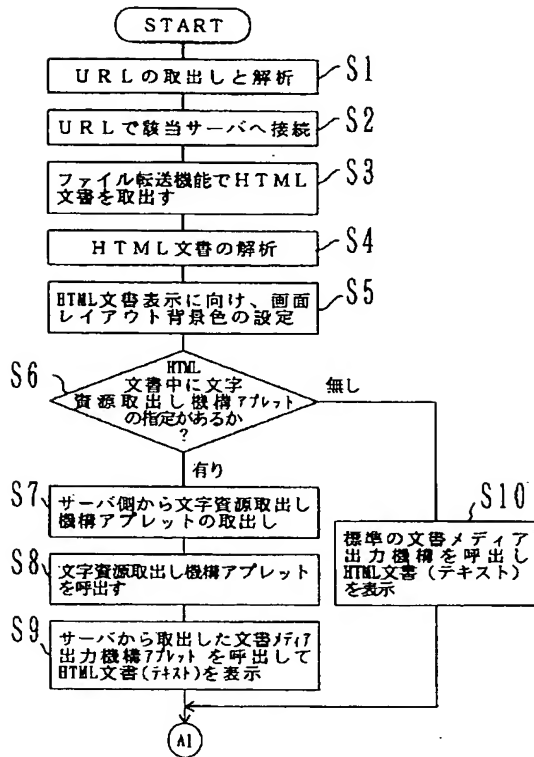 START
URLの取出しと解析
S1
URLで該当サーバへ接続
S2
ファイル転送機能でHTML
文書を取出す
S3
HTML文書の解析
S4
HTML文書表示に向け、画面
レイアウト背景色の設定
S5
S6
HTML
文書中に文字
資源取出し機構アプレット
の指定があるか
?
無し
有り
S7
サーバ側から文字資源取出し
機構アプレットの取出し
S8
文字資源取出し機構アプレット
を呼出す
S9
サーバから取出した文書メディア
出力機構アプレットを呼出して
HTML文書(テキスト)を表示
S10
標準の文書メディア
出力機構を呼出し
HTML文書(テキスト)
を表示
A1